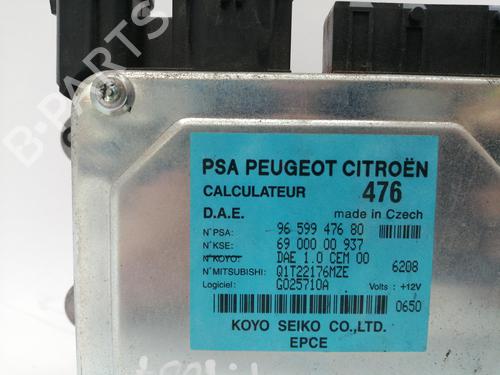 B-PARTS
PSA PEUGEOT CITROËN
CALCULATEUR 476
D.A.E. made in Czech
N°PSA: 96 599 476 80
N°KSE: 69 000 00 937
N°KOYO: DAE 1.0 CEM 00
N°MITSUBISHI: Q1T22176MZE 6208
Logiciel: G025710A Volts : +12V
0650
KOYO SEIKO CO.,LTD.
EPCE